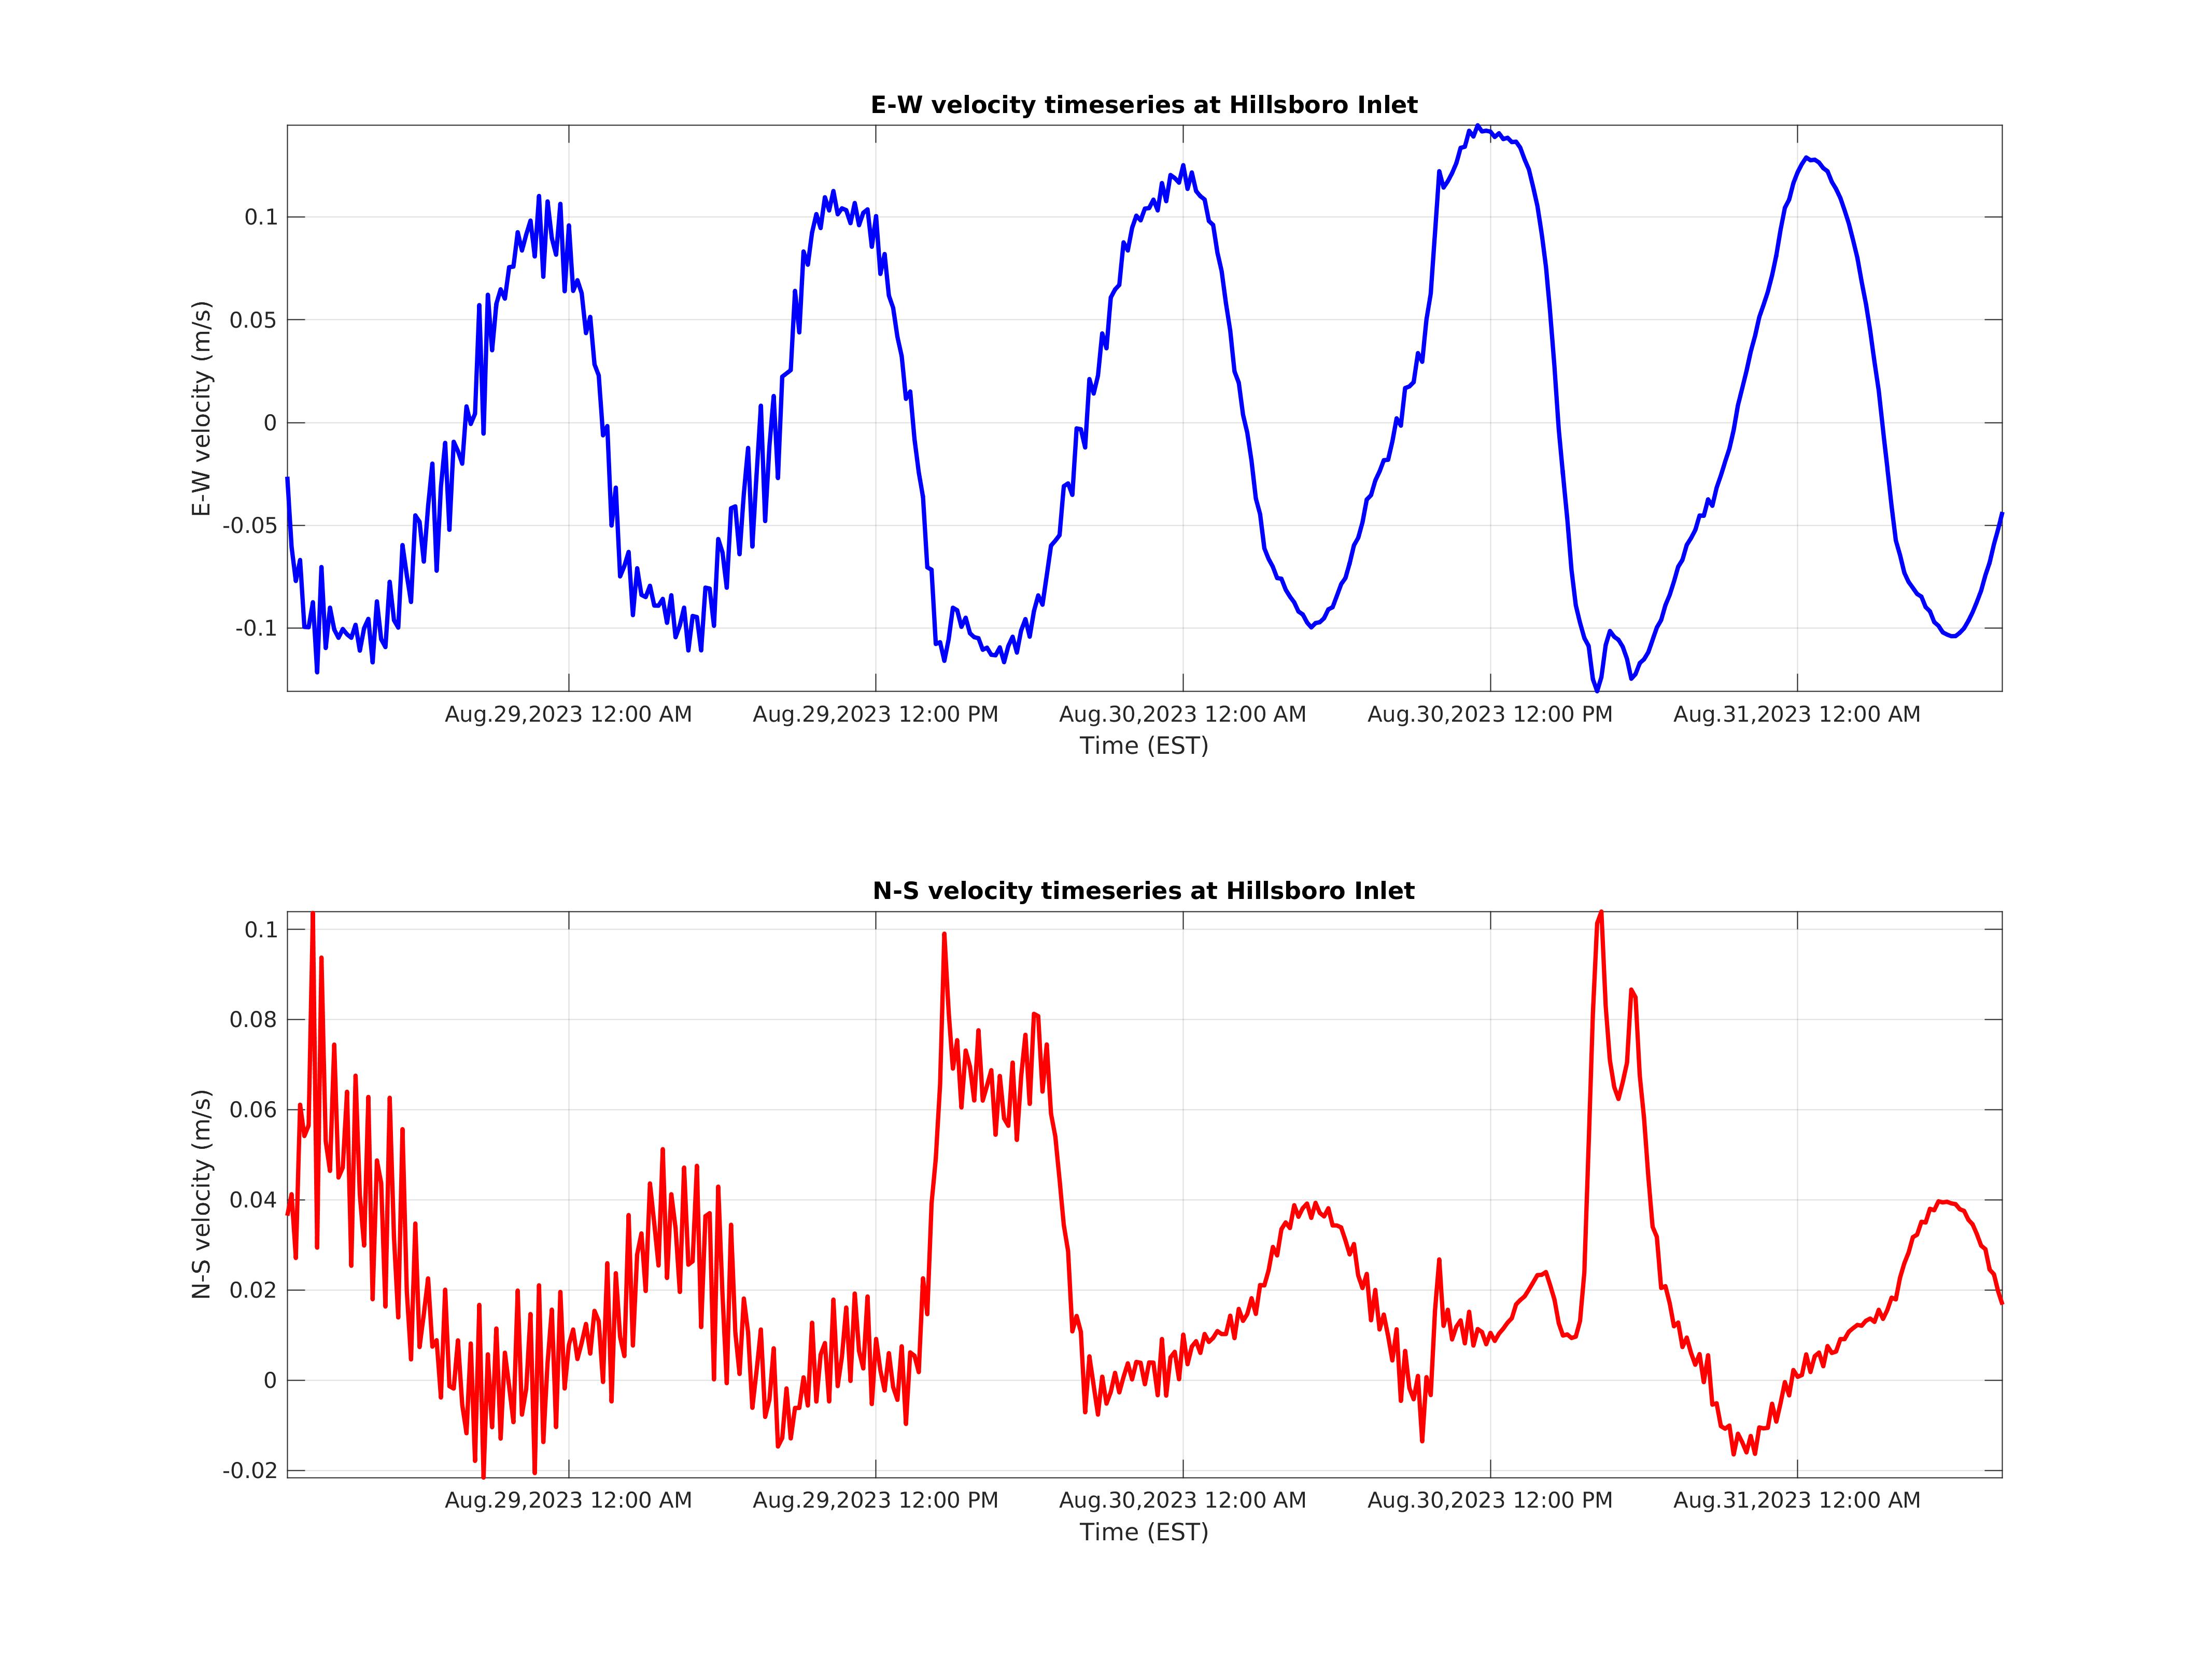 E-W velocity timeseries at Hillsboro Inlet
E-W velocity (m/s)
0.1
0.05
0
-0.05
-0.1
Aug.29,2023 12:00 AM Aug.29,2023 12:00 PM Aug.30,2023 12:00 AM Aug.30,2023 12:00 PM Aug.31,2023 12:00 AM
Time (EST)
N-S velocity timeseries at Hillsboro Inlet
N-S velocity (m/s)
0.1
0.08
0.06
0.04
0.02
0
-0.02
Aug.29,2023 12:00 AM Aug.29,2023 12:00 PM Aug.30,2023 12:00 AM Aug.30,2023 12:00 PM Aug.31,2023 12:00 AM
Time (EST)